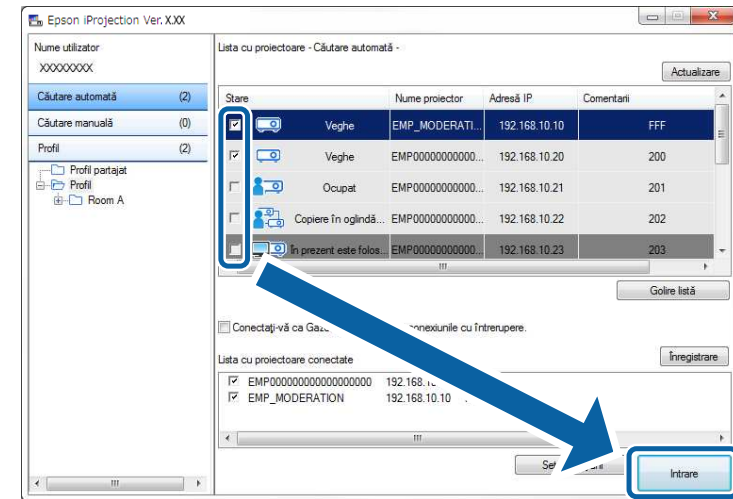 Epson iProjection Ver. X.XX
Nume utilizator
XXXXXXXX
Căutare automată (2)
Căutare manuală (0)
Profil (2)
Profil partajat
Profil
Room A
Lista cu proiectoare - Căutare automată -
Actualizare
Stare Nume proiector Adresă IP Comentarii
Veghe EMP_MODERATI... 192.168.10.10 FFF
Veghe EMP00000000000... 192.168.10.20 200
Ocupat EMP00000000000... 192.168.10.21 201
Copiere în oglindă... EMP00000000000... 192.168.10.22 202
În prezent este folos... EMP00000000000... 192.168.10.23 203
Golire listă
Conectați-vă ca conexiunile cu întrerupere.
Lista cu proiectoare conectate
Înregistrare
EMP000000000000000000
EMP_MODERATION 192.168.10.10
Intrare